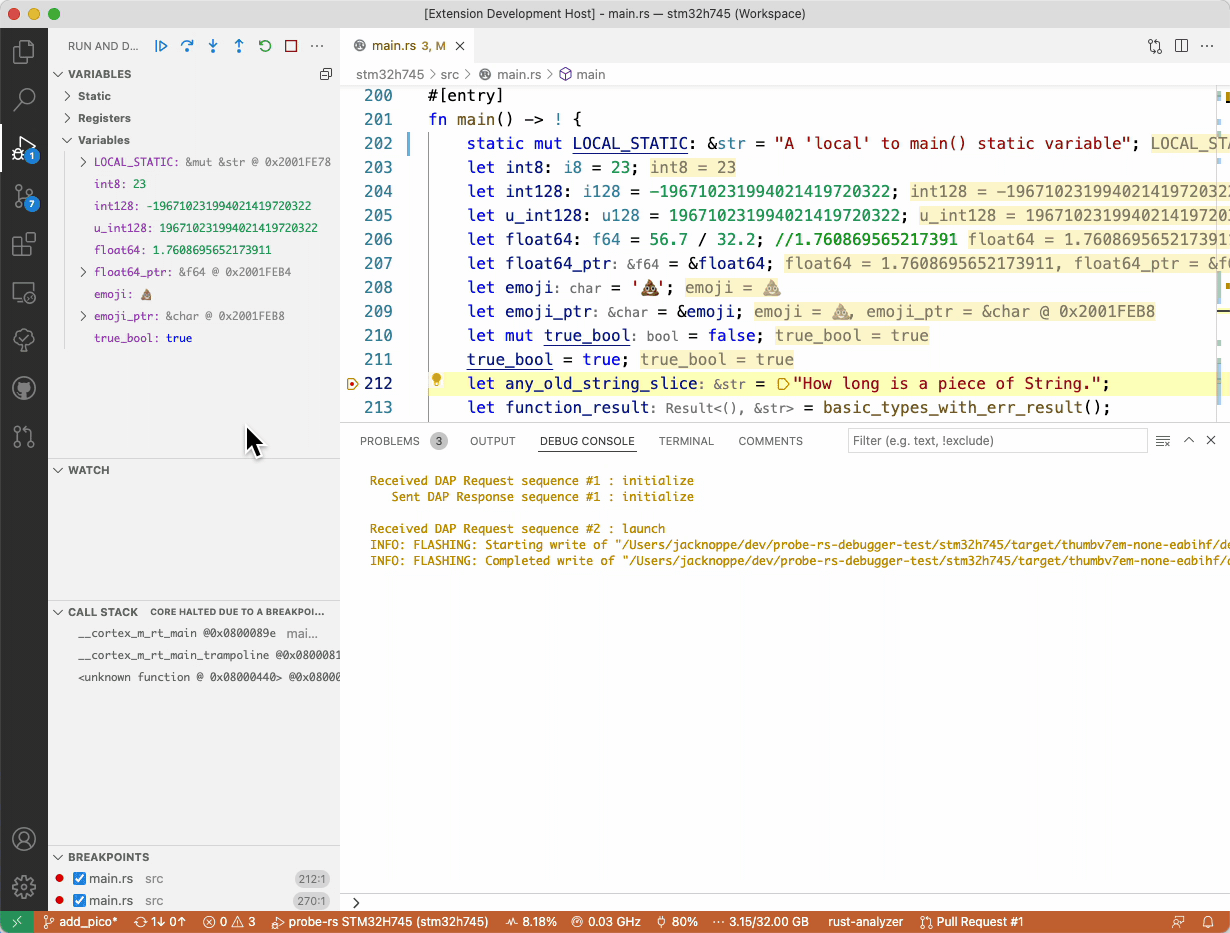 [Extension Development Host] - main.rs — stm32h745 (Workspace)
RUN AND D...
main.rs 3, M
VARIABLES
Static
Registers
Variables
LOCAL_STATIC: &mut &str @ 0x2001FE78
int8: 23
int128: -196710231994021419720322
u_int128: 196710231994021419720322
float64: 1.7608695652173911
float64_ptr: &f64 @ 0x2001FEB4
emoji: 💩
emoji_ptr: &char @ 0x2001FEB8
true_bool: true
WATCH
CALL STACK CORE HALTED DUE TO A BREAKPOI...
__cortex_m_rt_main @0x0800089e mai...
__cortex_m_rt_main_trampoline @0x0800081
<unknown function @ 0x08000440> @0x0800
BREAKPOINTS
main.rs src 212:1
main.rs src 270:1
1
7
stm32h745 > src > main.rs > main
200 #[entry]
201 fn main() -> ! {
202 static mut LOCAL_STATIC: &str = "A 'local' to main() static variable"; LOCAL_STA
203 let int8: i8 = 23; int8 = 23
204 let int128: i128 = -196710231994021419720322; int128 = -196710231994021419720322
205 let u_int128: u128 = 196710231994021419720322; u_int128 = 1967102319940214197203
206 let float64: f64 = 56.7 / 32.2; //1.760869565217391 float64 = 1.7608695652173911
207 let float64_ptr: &f64 = &float64; float64 = 1.7608695652173911, float64_ptr = &f6
208 let emoji: char = '💩'; emoji = 💩
209 let emoji_ptr: &char = &emoji; emoji = 💩, emoji_ptr = &char @ 0x2001FEB8
210 let mut true_bool: bool = false; true_bool = true
211 true_bool = true; true_bool = true
212 let any_old_string_slice: &str = "How long is a piece of String.";
213 let function_result: Result<(), &str> = basic_types_with_err_result();
PROBLEMS 3 OUTPUT DEBUG CONSOLE TERMINAL COMMENTS Filter (e.g. text, !exclude)
Received DAP Request sequence #1 : initialize
Sent DAP Response sequence #1 : initialize
Received DAP Request sequence #2 : launch
INFO: FLASHING: Starting write of "/Users/jacknoppe/dev/probe-rs-debugger-test/stm32h745/target/thumbv7em-none-eabihf/de
INFO: FLASHING: Completed write of "/Users/jacknoppe/dev/probe-rs-debugger-test/stm32h745/target/thumbv7em-none-eabihf/d
add_pico* 1↓ 0↑ 0 3 probe-rs STM32H745 (stm32h745) 8.18% 0.03 GHz 80% 3.15/32.00 GB rust-analyzer Pull Request #1